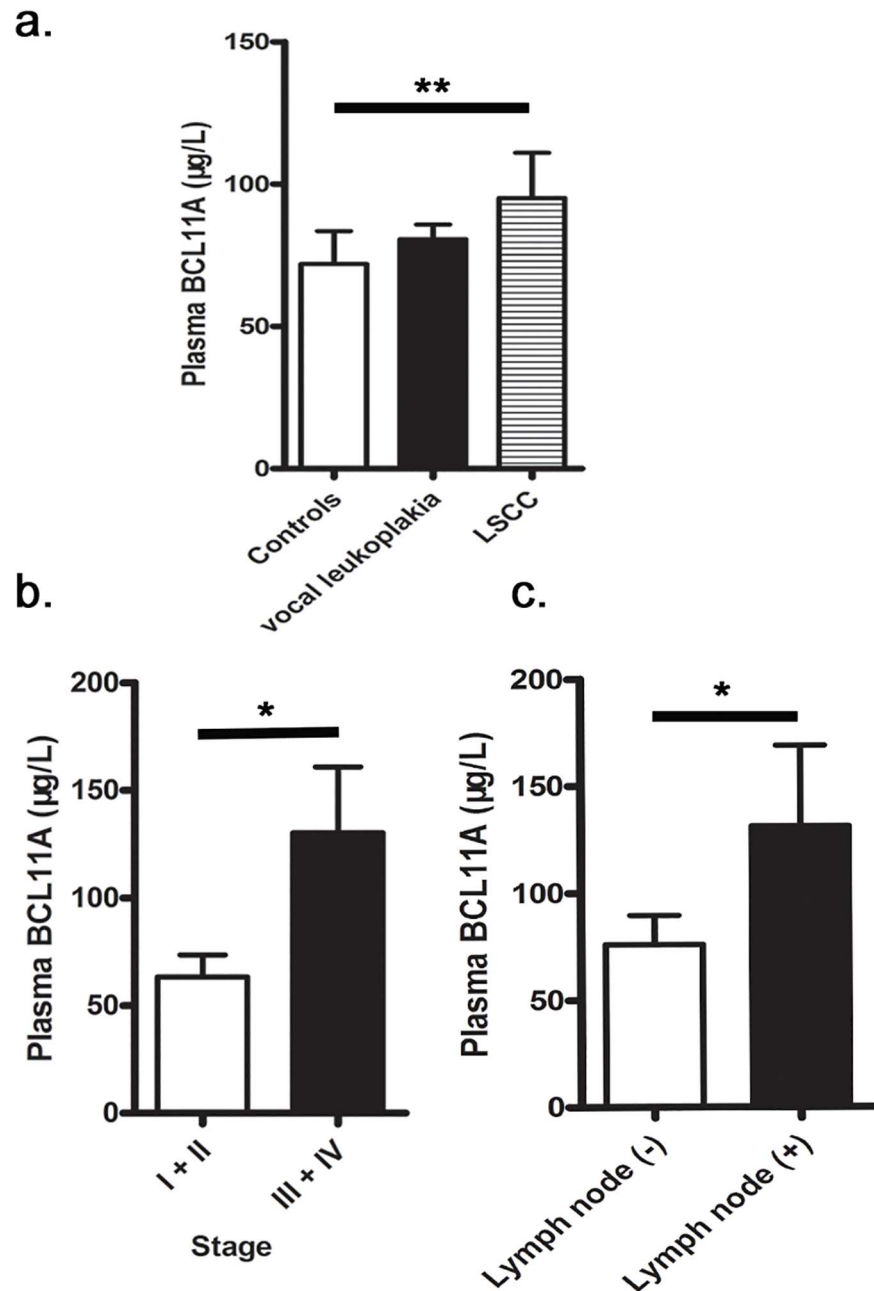 a.
Plasma BCL11A (µg/L)
150
100
50
0
**
Controls
vocal leukoplakia
LSCC
b.
Plasma BCL11A (µg/L)
200
150
100
50
0
*
I + II
III + IV
Stage
c.
Plasma BCL11A (µg/L)
200
150
100
50
0
*
Lymph node (-)
Lymph node (+)